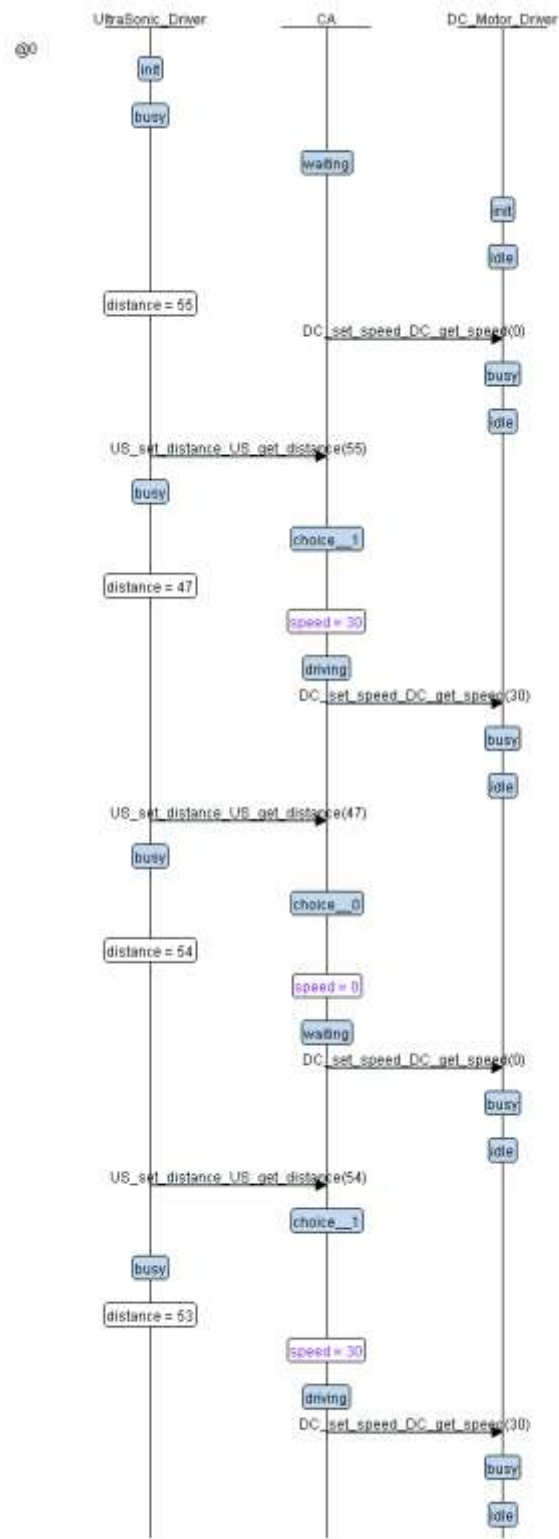 UltraSonic_Driver CA DC_Motor_Driver
@0
init
busy
waiting
init
idle
distance = 55
DC_set_speed_DC_get_speed(0)
busy
idle
US_set_distance_US_get_distance(55)
busy
choice__1
distance = 47
speed = 30
driving
DC_set_speed_DC_get_speed(30)
busy
idle
US_set_distance_US_get_distance(47)
busy
choice__0
distance = 54
speed = 0
waiting
DC_set_speed_DC_get_speed(0)
busy
idle
US_set_distance_US_get_distance(54)
choice__1
busy
distance = 53
speed = 30
driving
DC_set_speed_DC_get_speed(30)
busy
idle